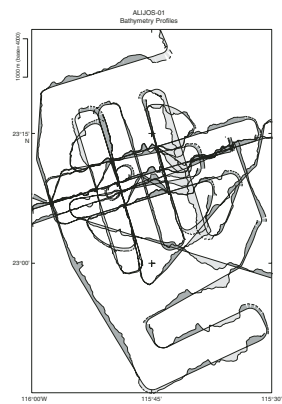 ALIJOS-01
Bathymetry Profiles
1000 m (base=4000)
23°15'
N
23°00'
116°00'W
115°45'
115°30'